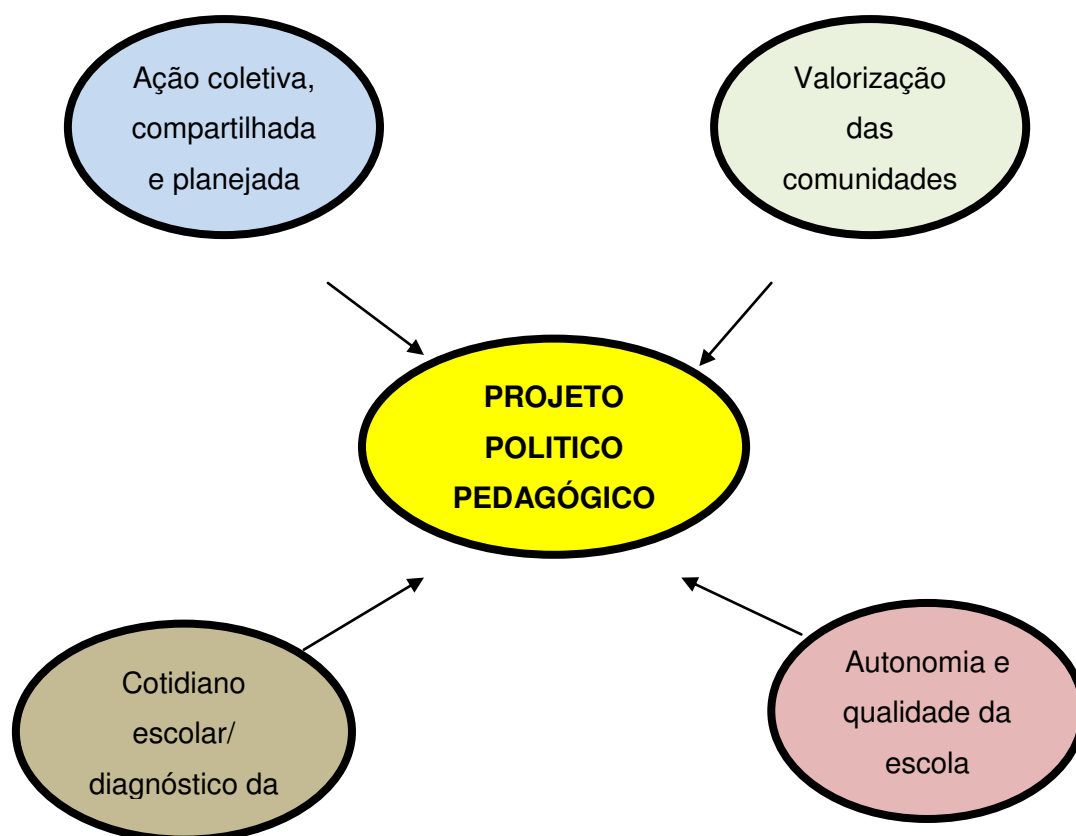 Ação coletiva,
compartilhada
e planejada
Valorização
das
comunidades
PROJETO
POLITICO
PEDAGÓGICO
Cotidiano
escolar/
diagnóstico da
Autonomia e
qualidade da
escola